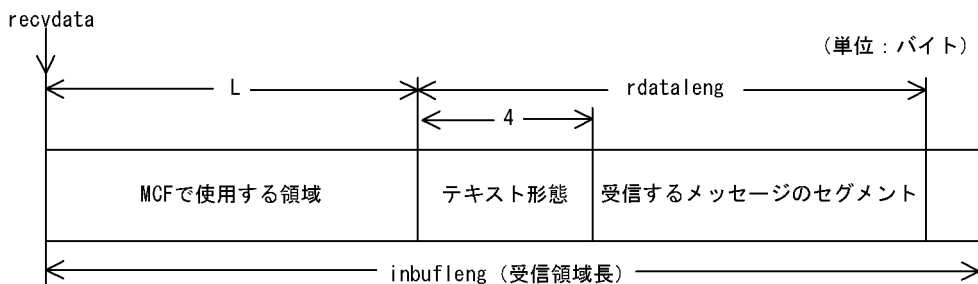 recvdata
（単位：バイト）
L
rdataleng
4
MCFで使用する領域
テキスト形態
受信するメッセージのセグメント
inbufleng（受信領域長）